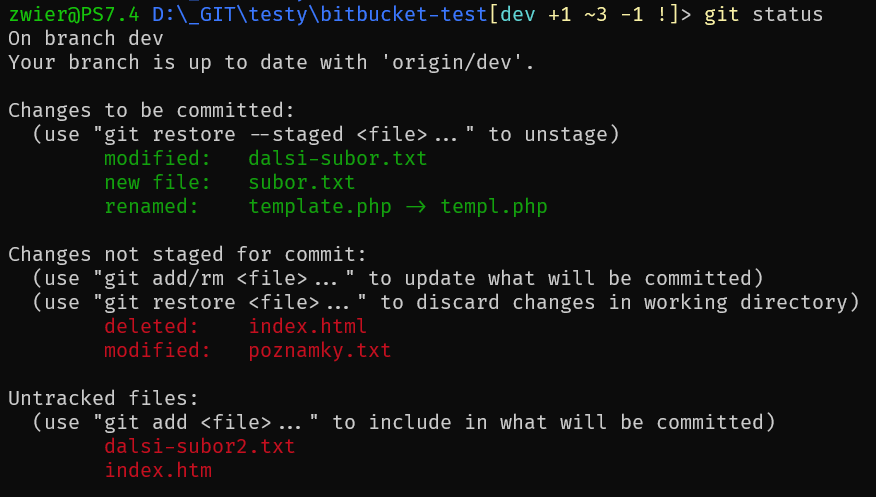 zwier@PS7.4 D:\_GIT\testy\bitbucket-test[dev +1 ~3 -1 !]> git status
On branch dev
Your branch is up to date with 'origin/dev'.

Changes to be committed:
  (use "git restore --staged <file>..." to unstage)
        modified:   dalsi-subor.txt
        new file:   subor.txt
        renamed:    template.php -> templ.php

Changes not staged for commit:
  (use "git add/rm <file>..." to update what will be committed)
  (use "git restore <file>..." to discard changes in working directory)
        deleted:    index.html
        modified:   poznamky.txt

Untracked files:
  (use "git add <file>..." to include in what will be committed)
        dalsi-subor2.txt
        index.htm